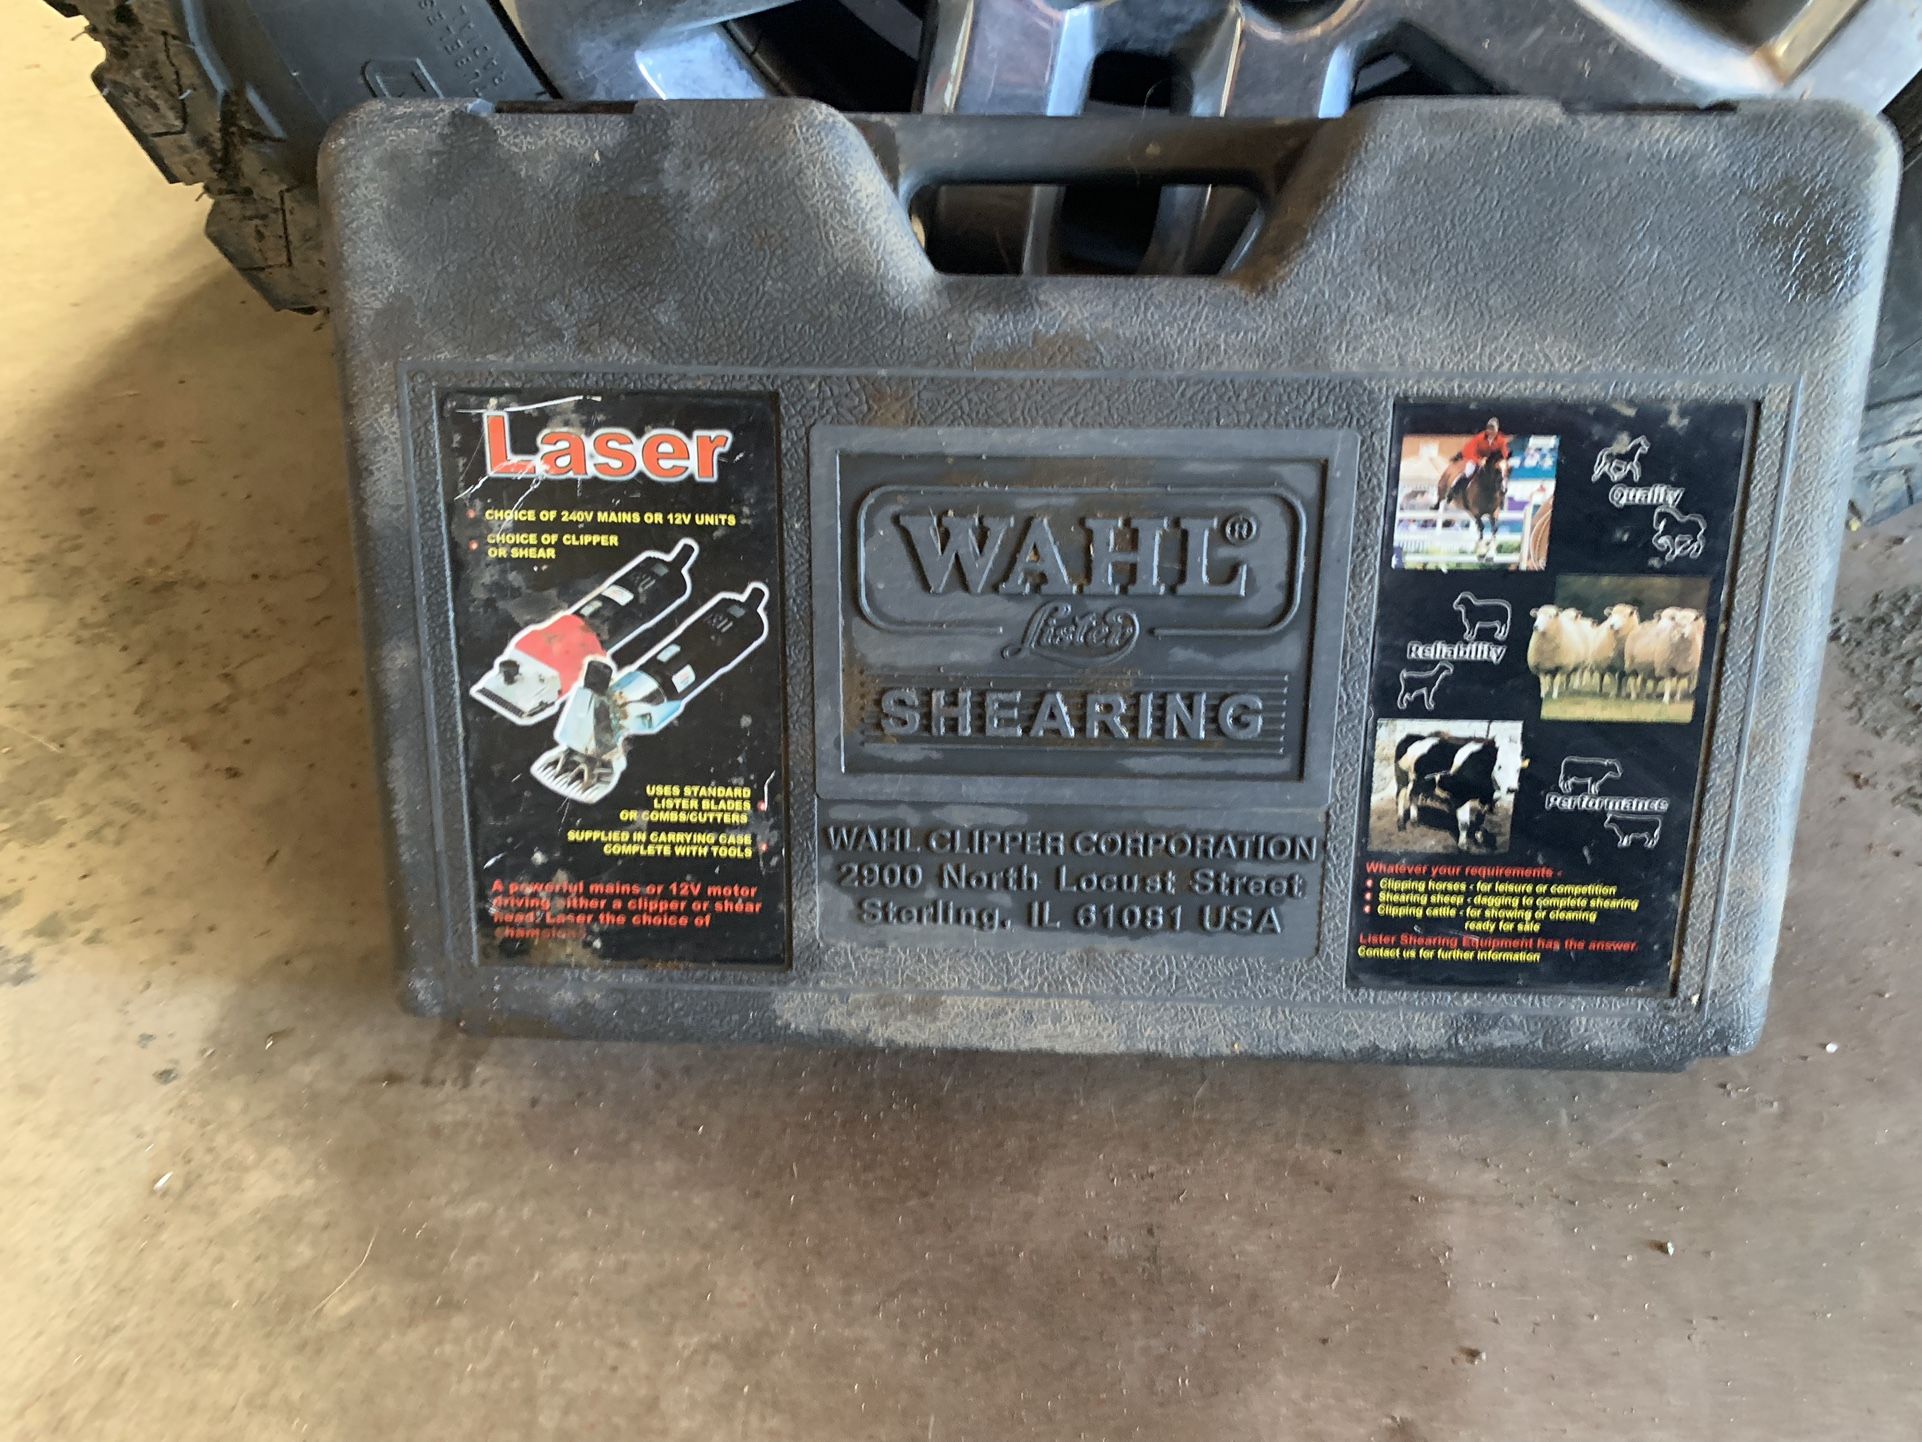 TUBELESS
RADIAL
Laser
CHOICE OF 240V MAINS OR 12V UNITS
CHOICE OF CLIPPER
OR SHEAR
USES STANDARD
LISTER BLADES
OR COMBS/CUTTERS
SUPPLIED IN CARRYING CASE
COMPLETE WITH TOOLS
A powerful mains or 12V motor
driving either a clipper or shear
head. Laser the choice of
champions
WAHL®
Lister
SHEARING
WAHL CLIPPER CORPORATION
2900 North Locust Street
Sterling, IL 61081 USA
Quality
Reliability
Performance
Whatever your requirements -
Clipping horses - for leisure or competition
Shearing sheep - dagging to complete shearing
Clipping cattle - for showing or cleaning
ready for sale
Lister Shearing Equipment has the answer.
Contact us for further information